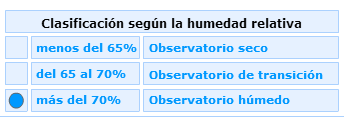 Clasificación según la humedad relativa
menos del 65% Observatorio seco
del 65 al 70% Observatorio de transición
más del 70% Observatorio húmedo